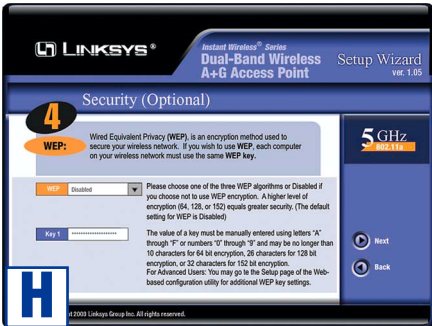 LINKSYS®
Instant Wireless® Series
Dual-Band Wireless
A+G Access Point
Setup Wizard
ver. 1.05
4
Security (Optional)
WEP:
Wired Equivalent Privacy (WEP), is an encryption method used to
secure your wireless network. If you wish to use WEP, each computer
on your wireless network must use the same WEP key.
5 GHz
802.11a
WEP
Disabled
Please choose one of the three WEP algorithms or Disabled if
you choose not to use WEP encryption. A higher level of
encryption (64, 128, or 152) equals greater security. (The default
setting for WEP is Disabled)
Key 1
The value of a key must be manually entered using letters "A"
through "F" or numbers "0" through "9" and may be no longer than
10 characters for 64 bit encryption, 26 characters for 128 bit
encryption, or 32 characters for 152 bit encryption.
For Advanced Users: You may go to the Setup page of the Web-
based configuration utility for additional WEP key settings.
Next
Back
H
Linksys Group Inc. All rights reserved.